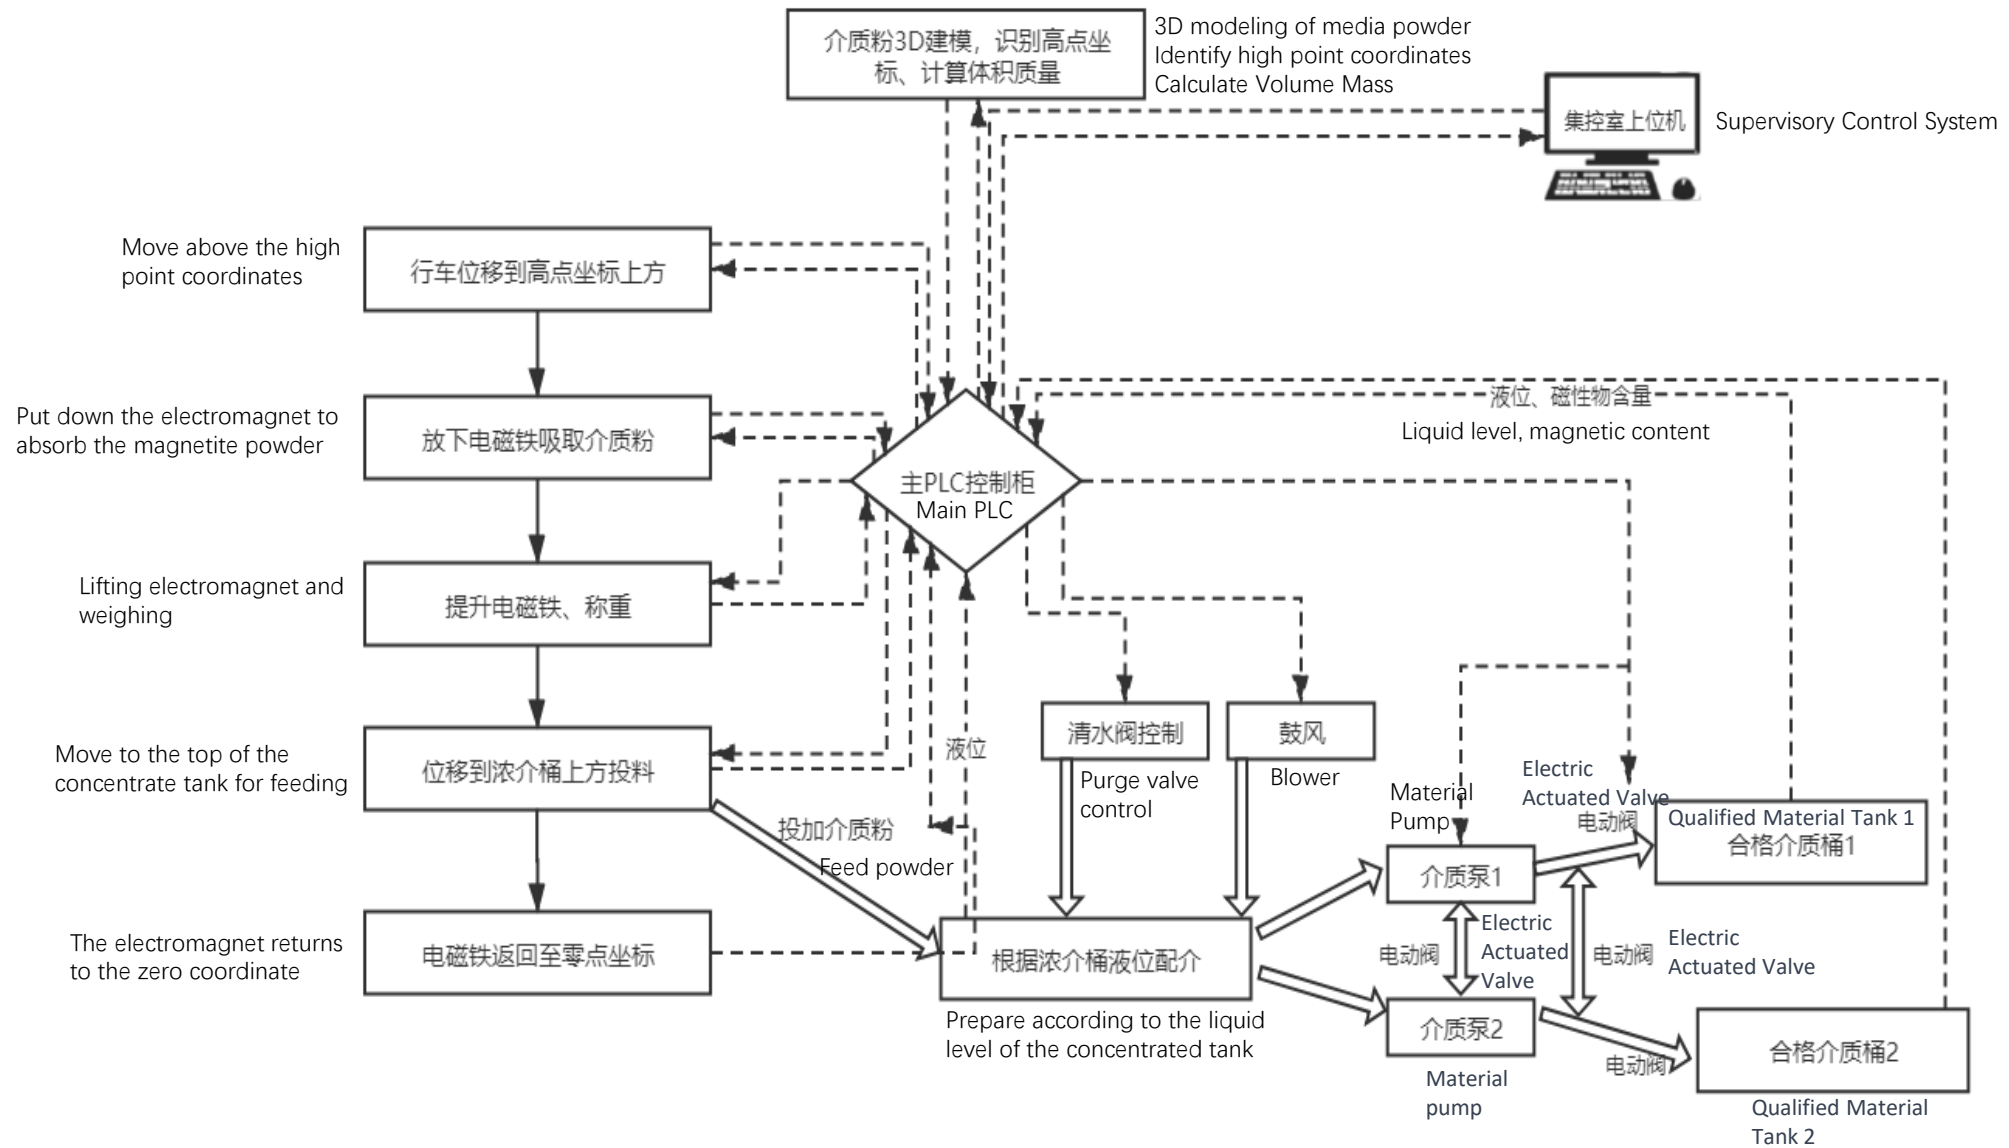 介质粉3D建模，识别高点坐
标、计算体积质量
3D modeling of media powder
Identify high point coordinates
Calculate Volume Mass
集控室上位机
Supervisory Control System
Move above the high
point coordinates
行车位移到高点坐标上方
Put down the electromagnet to
absorb the magnetite powder
放下电磁铁吸取介质粉
液位、磁性物含量
Liquid level, magnetic content
主PLC控制柜
Main PLC
Lifting electromagnet and
weighing
提升电磁铁、称重
Move to the top of the
concentrate tank for feeding
位移到浓介桶上方投料
液位
清水阀控制
Purge valve
control
鼓风
Blower
投加介质粉
Feed powder
Material
Pump
Electric
Actuated Valve
电动阀
Qualified Material Tank 1
合格介质桶1
介质泵1
The electromagnet returns
to the zero coordinate
电磁铁返回至零点坐标
根据浓介桶液位配介
Prepare according to the liquid
level of the concentrated tank
电动阀
Electric
Actuated
Valve
电动阀
Electric
Actuated Valve
介质泵2
Material
pump
电动阀
合格介质桶2
Qualified Material
Tank 2